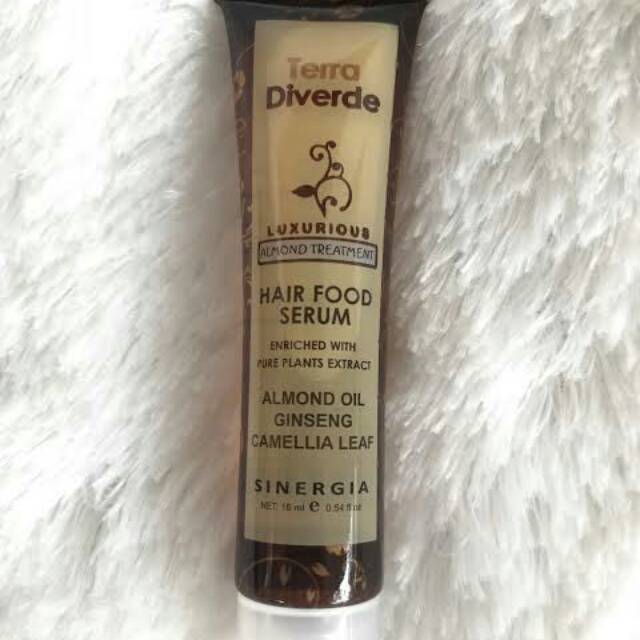 Terra
Diverde
LUXURIOUS
ALMOND TREATMENT
HAIR FOOD
SERUM
ENRICHED WITH
PURE PLANTS EXTRACT
ALMOND OIL
GINSENG
CAMELLIA LEAF
SINERGIA
NET: 16 ml e 0.54 fl oz